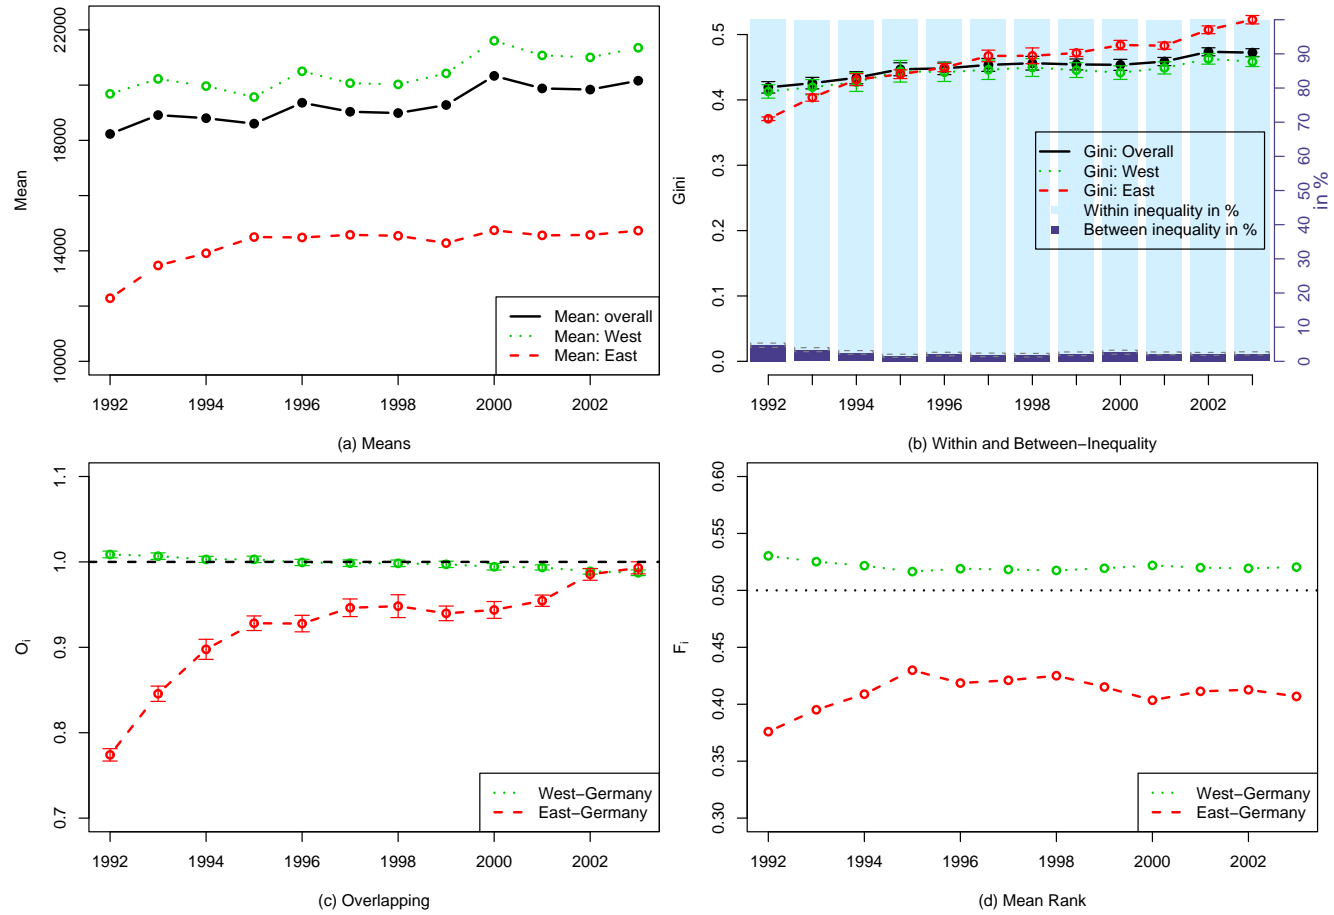 22000
18000
14000
10000
Mean
Mean: overall
Mean: West
Mean: East
1992
1994
1996
1998
2000
2002
(a) Means
0.5
0.4
0.3
0.2
0.1
0.0
Gini
Gini: Overall
Gini: West
Gini: East
Within inequality in %
Between inequality in %
90
80
70
60
50
40
30
20
10
0
in %
1992
1994
1996
1998
2000
2002
(b) Within and Between−Inequality
1.1
1.0
0.9
0.8
0.7
Oi
West−Germany
East−Germany
1992
1994
1996
1998
2000
2002
(c) Overlapping
0.60
0.55
0.50
0.45
0.40
0.35
0.30
Fi
West−Germany
East−Germany
1992
1994
1996
1998
2000
2002
(d) Mean Rank